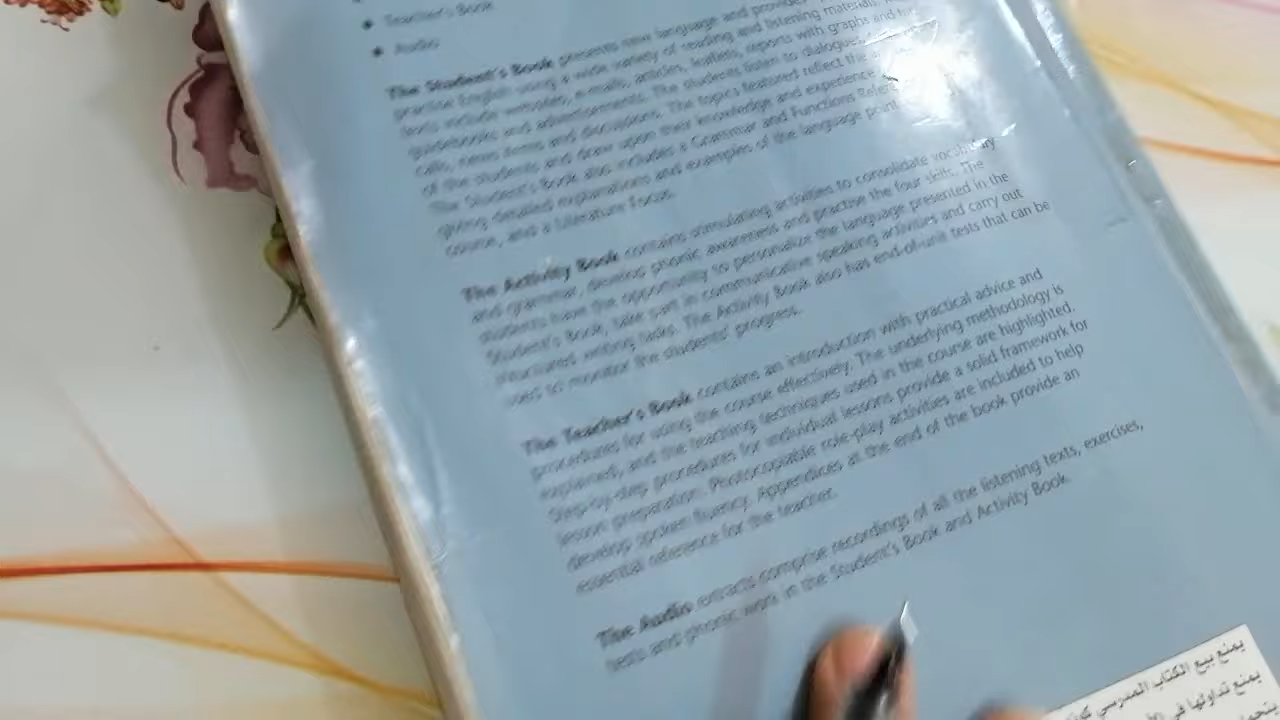 Teacher's Book
Audio
The Student's Book presents new language and provides
practise English using a wide variety of reading and listening materials.
texts include websites, e-mails, articles, leaflets, reports with graphs and
guidebooks and advertisements. The students listen to dialogues,
calls, news items and discussions. The topics featured reflect the
of the students and draw upon their knowledge and experience
The Student's Book also includes a Grammar and Functions
giving detailed explanations and examples of the language point
course, and a Literature Focus.
The Activity Book contains stimulating activities to consolidate vocabulary
and grammar, develop phonic awareness and practise the four skills. The
students have the opportunity to personalize the language presented in the
Student's Book, take part in communicative speaking activities and carry out
structured writing tasks. The Activity Book also has end-of-unit tests that can be
used to monitor the students' progress.
The Teacher's Book contains an introduction with practical advice and
procedures for using the course effectively. The underlying methodology is
explained, and the teaching techniques used in the course are highlighted.
Step-by-step procedures for individual lessons provide a solid framework for
lesson preparation. Photocopiable role-play activities are included to help
develop spoken fluency. Appendices at the end of the book provide an
essential reference for the teacher.
The Audio extracts comprise recordings of all the listening texts, exercises,
tests and phonic work in the Student's Book and Activity Book.
يمنع بيع الكتاب المدرسي
يمنع تداولها في